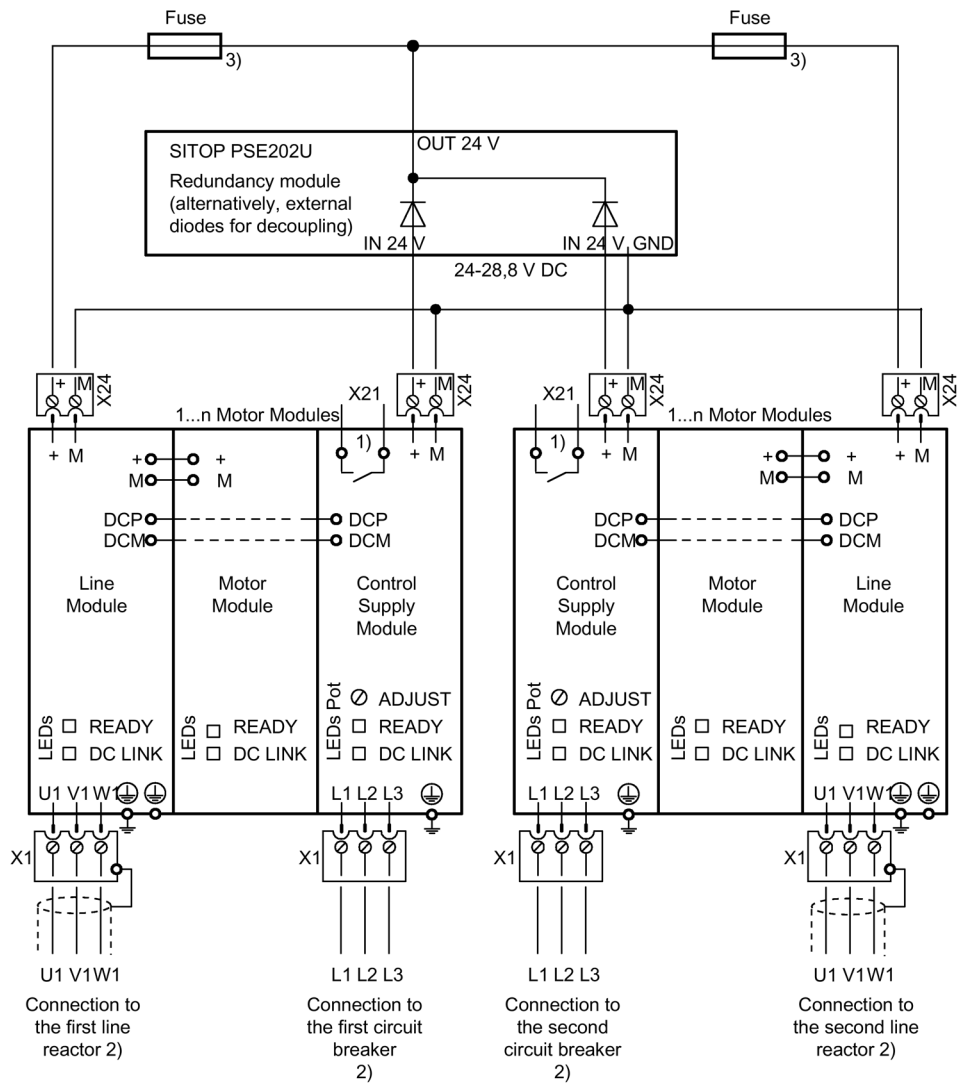 Fuse
Fuse
3)
3)
OUT 24 V
SITOP PSE202U
Redundancy module
(alternatively, external
diodes for decoupling)
IN 24 V
IN 24 V
GND
24-28,8 V DC
+ M
X24
X21
+ M
X24
X21
+ M
X24
+ M
X24
1...n Motor Modules
1...n Motor Modules
+ M
1)
+ M
1)
+ M
+ M
+ +
M M
+ +
M M
DCP DCP
DCM DCM
DCP DCP
DCM DCM
Line
Module
Motor
Module
Control
Supply
Module
Control
Supply
Module
Motor
Module
Line
Module
LEDs
READY
DC LINK
LEDs
READY
DC LINK
LEDs Pot
ADJUST
READY
DC LINK
LEDs Pot
ADJUST
READY
DC LINK
LEDs
READY
DC LINK
LEDs
READY
DC LINK
U1 V1 W1
L1 L2 L3
L1 L2 L3
U1 V1 W1
X1
X1
X1
X1
U1 V1 W1
L1 L2 L3
L1 L2 L3
U1 V1 W1
Connection to
the first line
reactor 2)
Connection to
the first circuit
breaker
2)
Connection to
the second
circuit breaker
2)
Connection to
the second line
reactor 2)